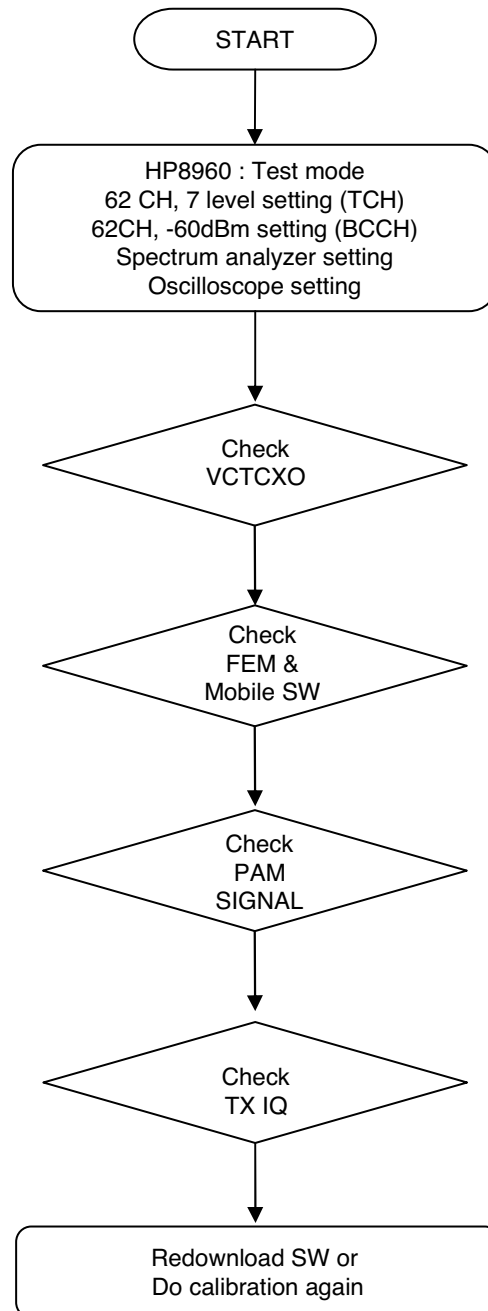 START
HP8960 : Test mode
62 CH, 7 level setting (TCH)
62CH, -60dBm setting (BCCH)
Spectrum analyzer setting
Oscilloscope setting
Check
VCTCXO
Check
FEM &
Mobile SW
Check
PAM
SIGNAL
Check
TX IQ
Redownload SW or
Do calibration again